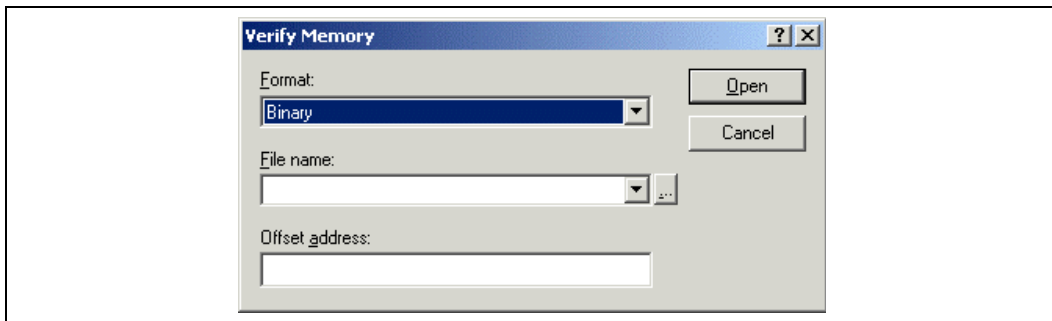 Verify Memory
Format:
Open
Binary
Cancel
File name:
...
Offset address: